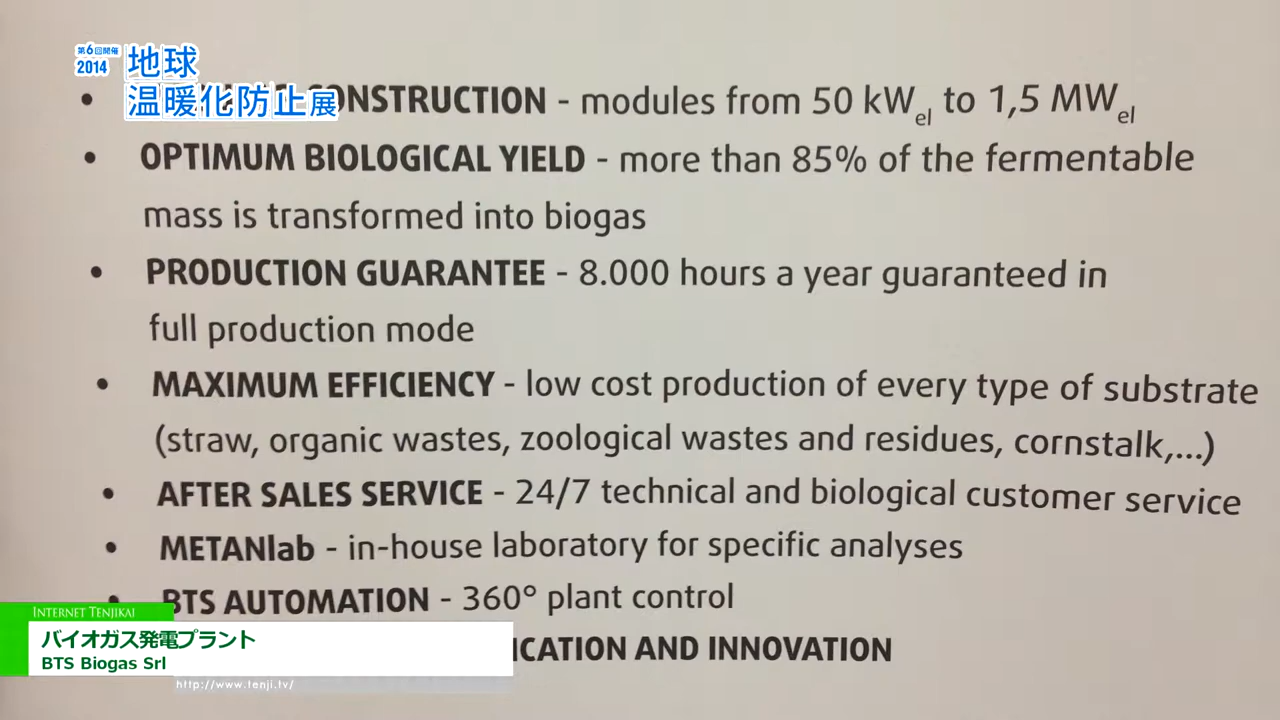 第6回開催
2014 地球
温暖化防止展
ONSTRUCTION - modules from 50 kWel to 1,5 MWel
• OPTIMUM BIOLOGICAL YIELD - more than 85% of the fermentable
mass is transformed into biogas
• PRODUCTION GUARANTEE - 8.000 hours a year guaranteed in
full production mode
• MAXIMUM EFFICIENCY - low cost production of every type of substrate
(straw, organic wastes, zoological wastes and residues, cornstalk,...)
• AFTER SALES SERVICE - 24/7 technical and biological customer service
• METANlab - in-house laboratory for specific analyses
• BTS AUTOMATION - 360° plant control
ICATION AND INNOVATION
INTERNET TENJIKAI
バイオガス発電プラント
BTS Biogas Srl
http://www.tenji.tv/